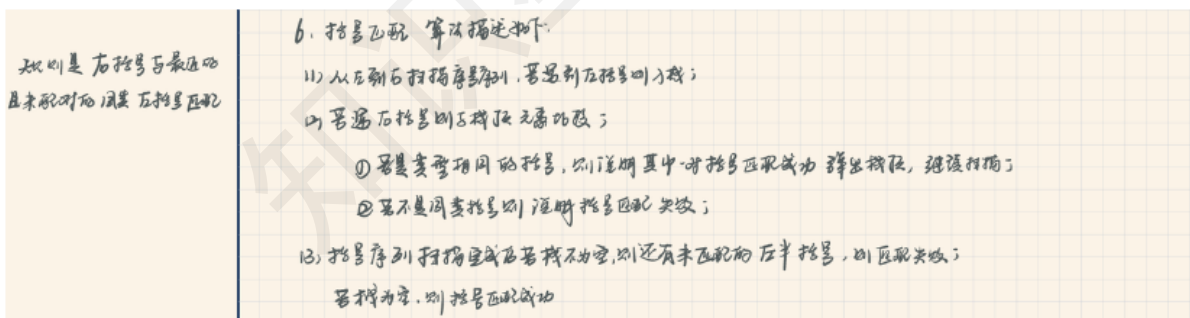 规则是 右括号与最近的
且未配对的 同类 左括号匹配
6. 括号匹配 算法描述如下:
(1) 从左到右扫描序列,若遇到左括号则入栈;
(2) 若遇右括号则与栈顶元素比较;
① 若是类型相同的括号,则说明其中一对括号匹配成功 弹出栈顶,继续扫描;
② 若不是同类括号则 证明 括号匹配 失败;
(3) 括号序列 扫描完成后若栈不为空,则还有未匹配的 左半 括号,则匹配失败;
若栈为空,则括号匹配成功
知识